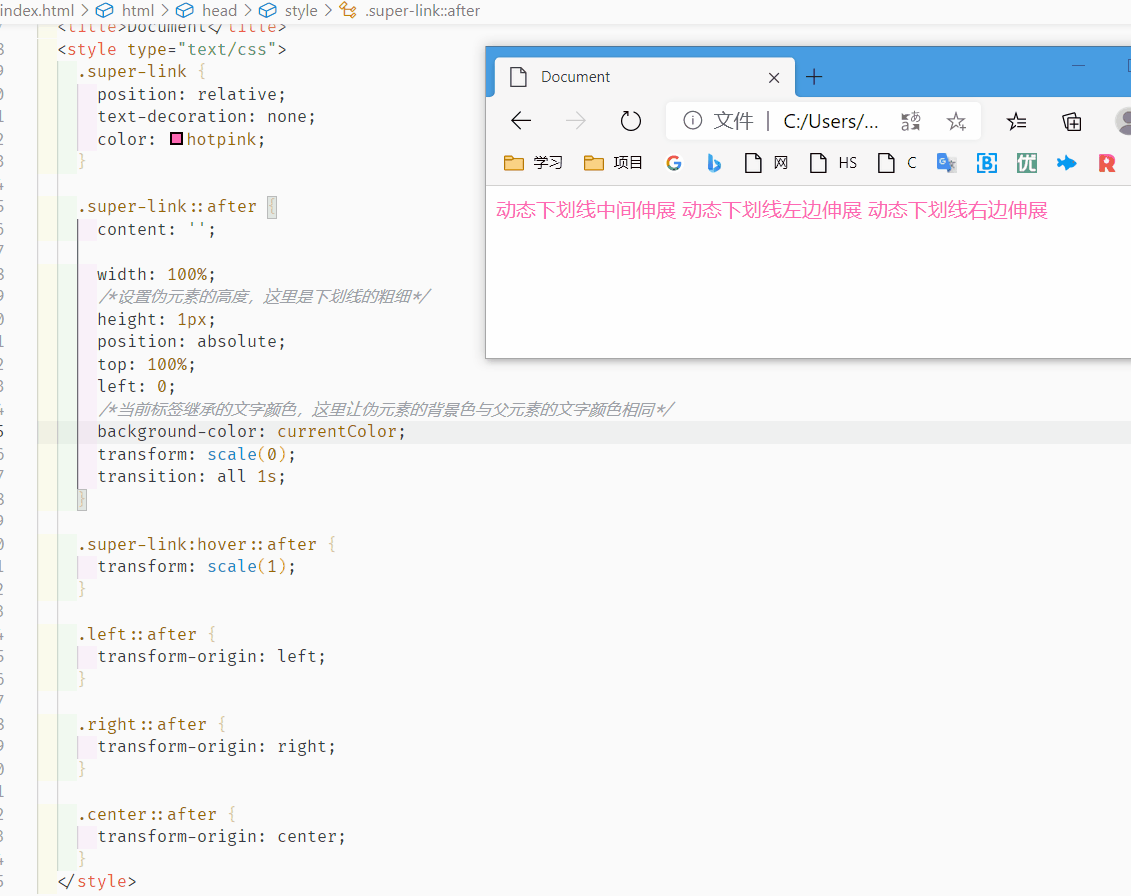 index.html > html > head > style > .super-link::after
<title>Document</title>
<style type="text/css">
.super-link {
position: relative;
text-decoration: none;
color: hotpink;
}
.super-link::after {
content: '';
width: 100%;
/*设置伪元素的高度，这里是下划线的粗细*/
height: 1px;
position: absolute;
top: 100%;
left: 0;
/*当前标签继承的文字颜色，这里让伪元素的背景色与父元素的文字颜色相同*/
background-color: currentColor;
transform: scale(0);
transition: all 1s;
}
.super-link:hover::after {
transform: scale(1);
}
.left::after {
transform-origin: left;
}
.right::after {
transform-origin: right;
}
.center::after {
transform-origin: center;
}
</style>
Document
文件 | C:/Users/...
学习 项目 G 网 HS C B 优 R
动态下划线中间伸展 动态下划线左边伸展 动态下划线右边伸展